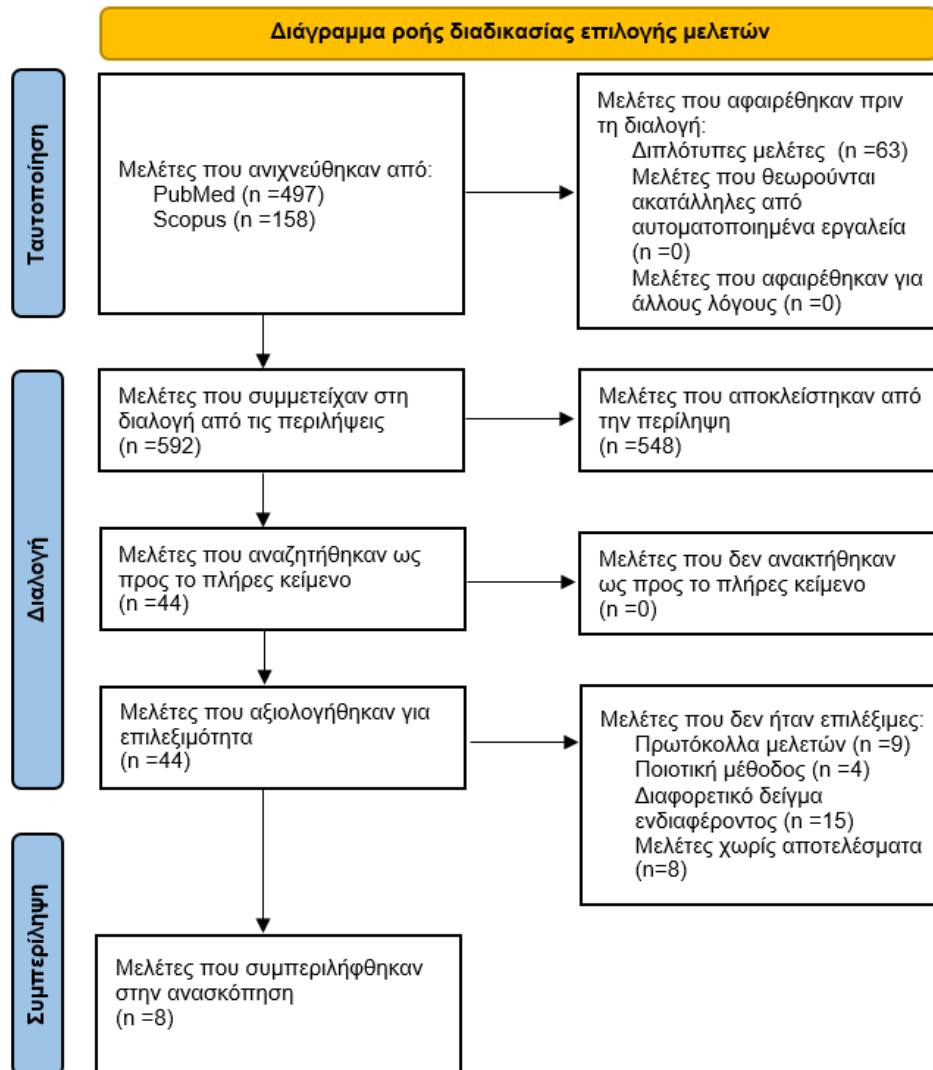 Διάγραμμα ροής διαδικασίας επιλογής μελετών
Ταυτοποίηση
Μελέτες που ανιχνεύθηκαν από:
PubMed (n =497)
Scopus (n =158)
Μελέτες που αφαιρέθηκαν πριν
τη διαλογή:
Διπλότυπες μελέτες (n =63)
Μελέτες που θεωρούνται
ακατάλληλες από
αυτοματοποιημένα εργαλεία
(n =0)
Μελέτες που αφαιρέθηκαν για
άλλους λόγους (n =0)
Διαλογή
Μελέτες που συμμετείχαν στη
διαλογή από τις περιλήψεις
(n =592)
Μελέτες που αποκλείστηκαν από
την περίληψη
(n =548)
Μελέτες που αναζητήθηκαν ως
προς το πλήρες κείμενο
(n =44)
Μελέτες που δεν ανακτήθηκαν
ως προς το πλήρες κείμενο
(n =0)
Μελέτες που αξιολογήθηκαν για
επιλεξιμότητα
(n =44)
Μελέτες που δεν ήταν επιλέξιμες:
Πρωτόκολλα μελετών (n =9)
Ποιοτική μέθοδος (n =4)
Διαφορετικό δείγμα
ενδιαφέροντος (n =15)
Μελέτες χωρίς αποτελέσματα
(n=8)
Συμπερίληψη
Μελέτες που συμπεριλήφθηκαν
στην ανασκόπηση
(n =8)